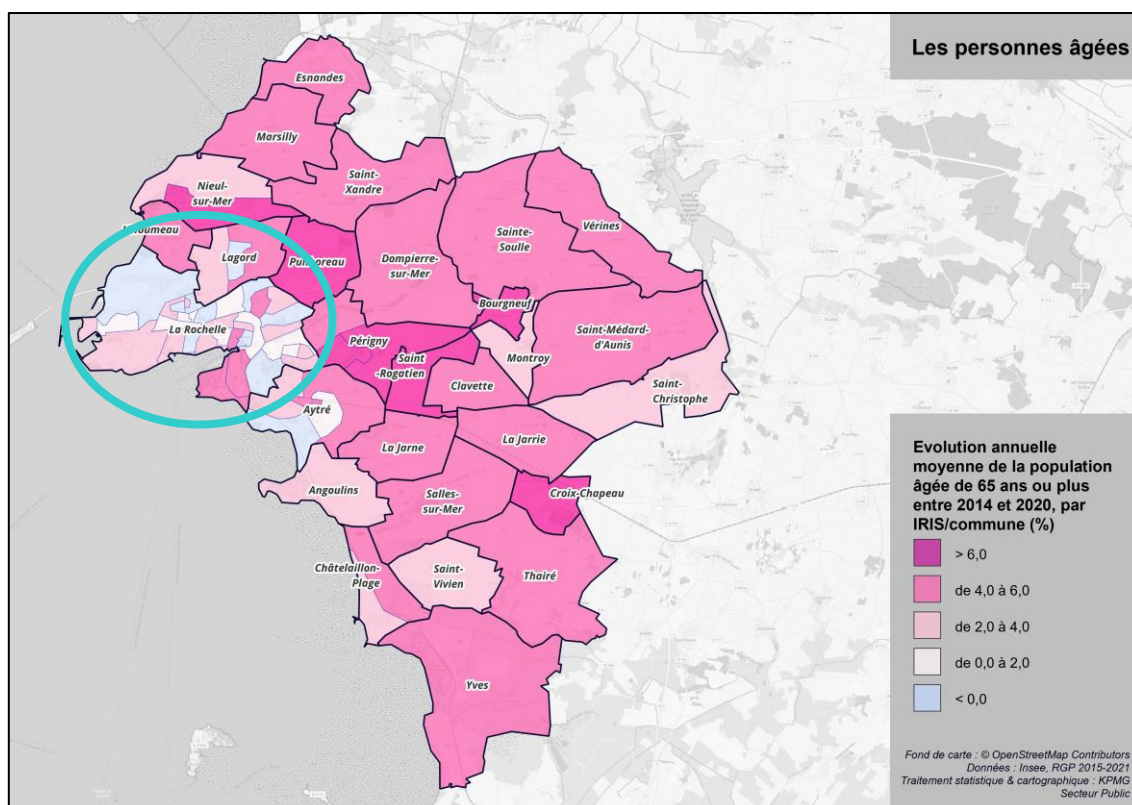 Les personnes âgées
Esnandes
Marsilly
Saint-
Xandre
Nieul-
sur-Mer
Vérines
Sainte-
Soulle
Lagord
Dompierre-
sur-Mer
Bourgneuf
La Rochelle
Périgny
Saint
-Rogatien
Montroy
Saint-Médard-
d'Aunis
Clavette
Saint-
Christophe
Aytré
La Jarne
La Jarrie
Angoulins
Salles-
sur-Mer
Croix-Chapeau
Châtelaillon-
Plage
Saint-
Vivien
Thairé
Yves
Evolution annuelle
moyenne de la population
âgée de 65 ans ou plus
entre 2014 et 2020, par
IRIS/commune (%)
> 6,0
de 4,0 à 6,0
de 2,0 à 4,0
de 0,0 à 2,0
< 0,0
Fond de carte : © OpenStreetMap Contributors
Données : Insee, RGP 2015-2021
Traitement statistique & cartographique : KPMG
Secteur Public